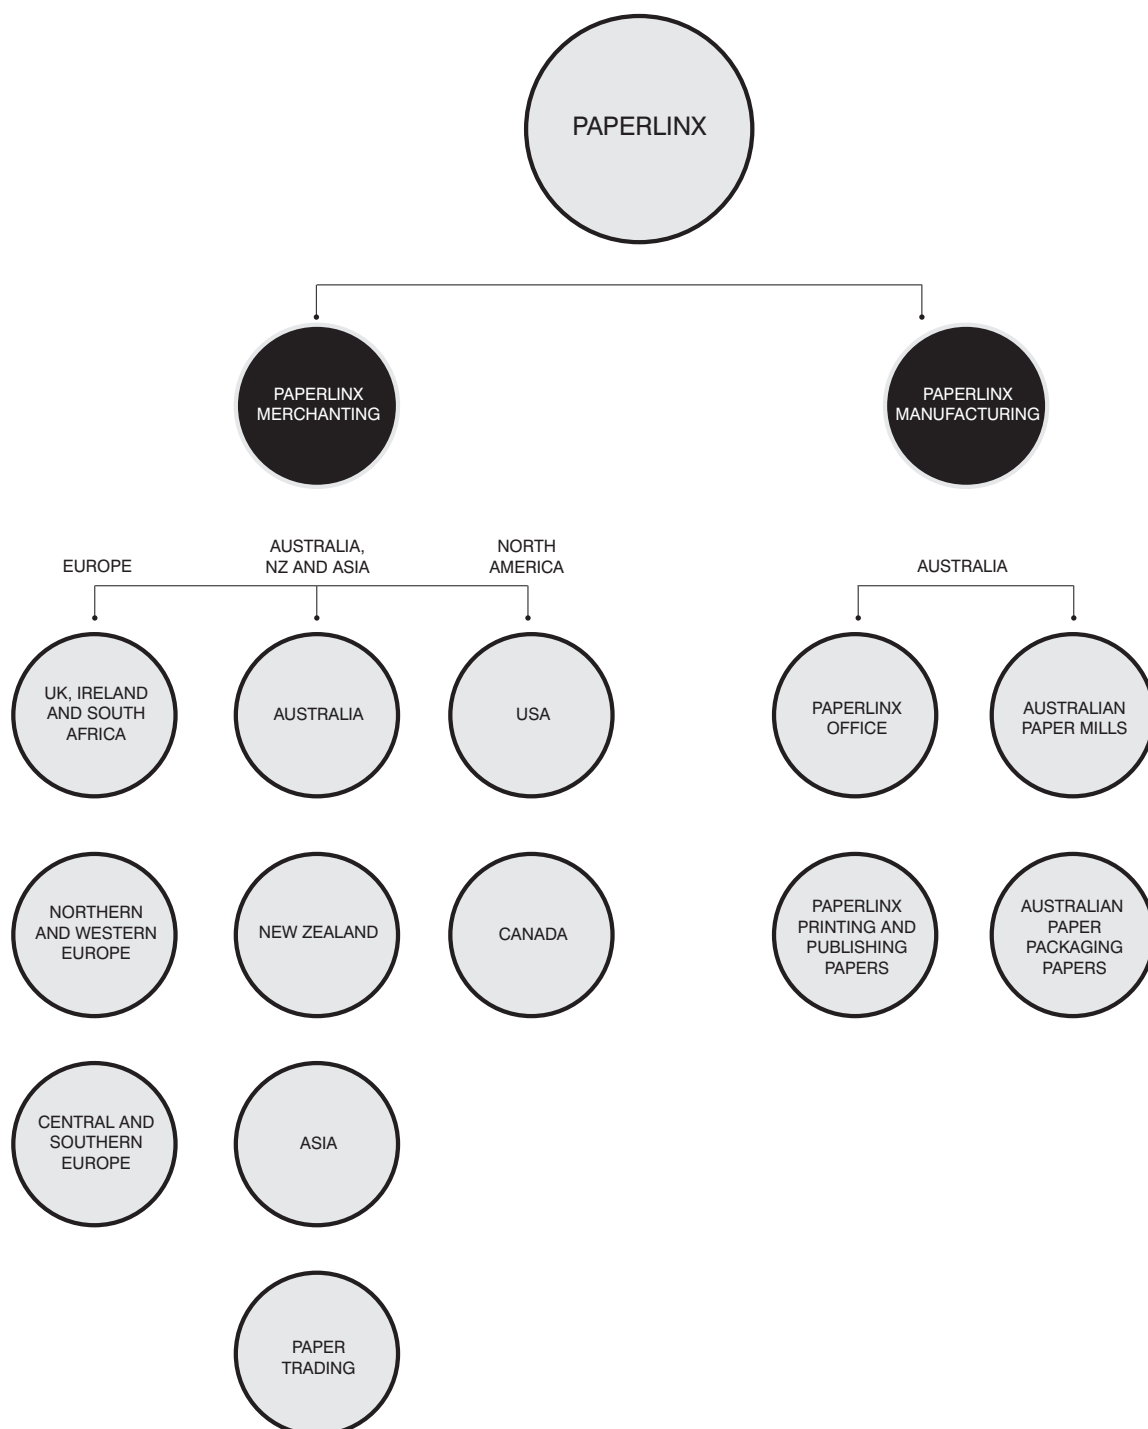 PAPERLINX
PAPERLINX
MERCHANTING
PAPERLINX
MANUFACTURING
EUROPE
AUSTRALIA,
NZ AND ASIA
NORTH
AMERICA
AUSTRALIA
UK, IRELAND
AND SOUTH
AFRICA
AUSTRALIA
USA
PAPERLINX
OFFICE
AUSTRALIAN
PAPER MILLS
NORTHERN
AND WESTERN
EUROPE
NEW ZEALAND
CANADA
PAPERLINX
PRINTING AND
PUBLISHING
PAPERS
AUSTRALIAN
PAPER
PACKAGING
PAPERS
CENTRAL AND
SOUTHERN
EUROPE
ASIA
PAPER
TRADING